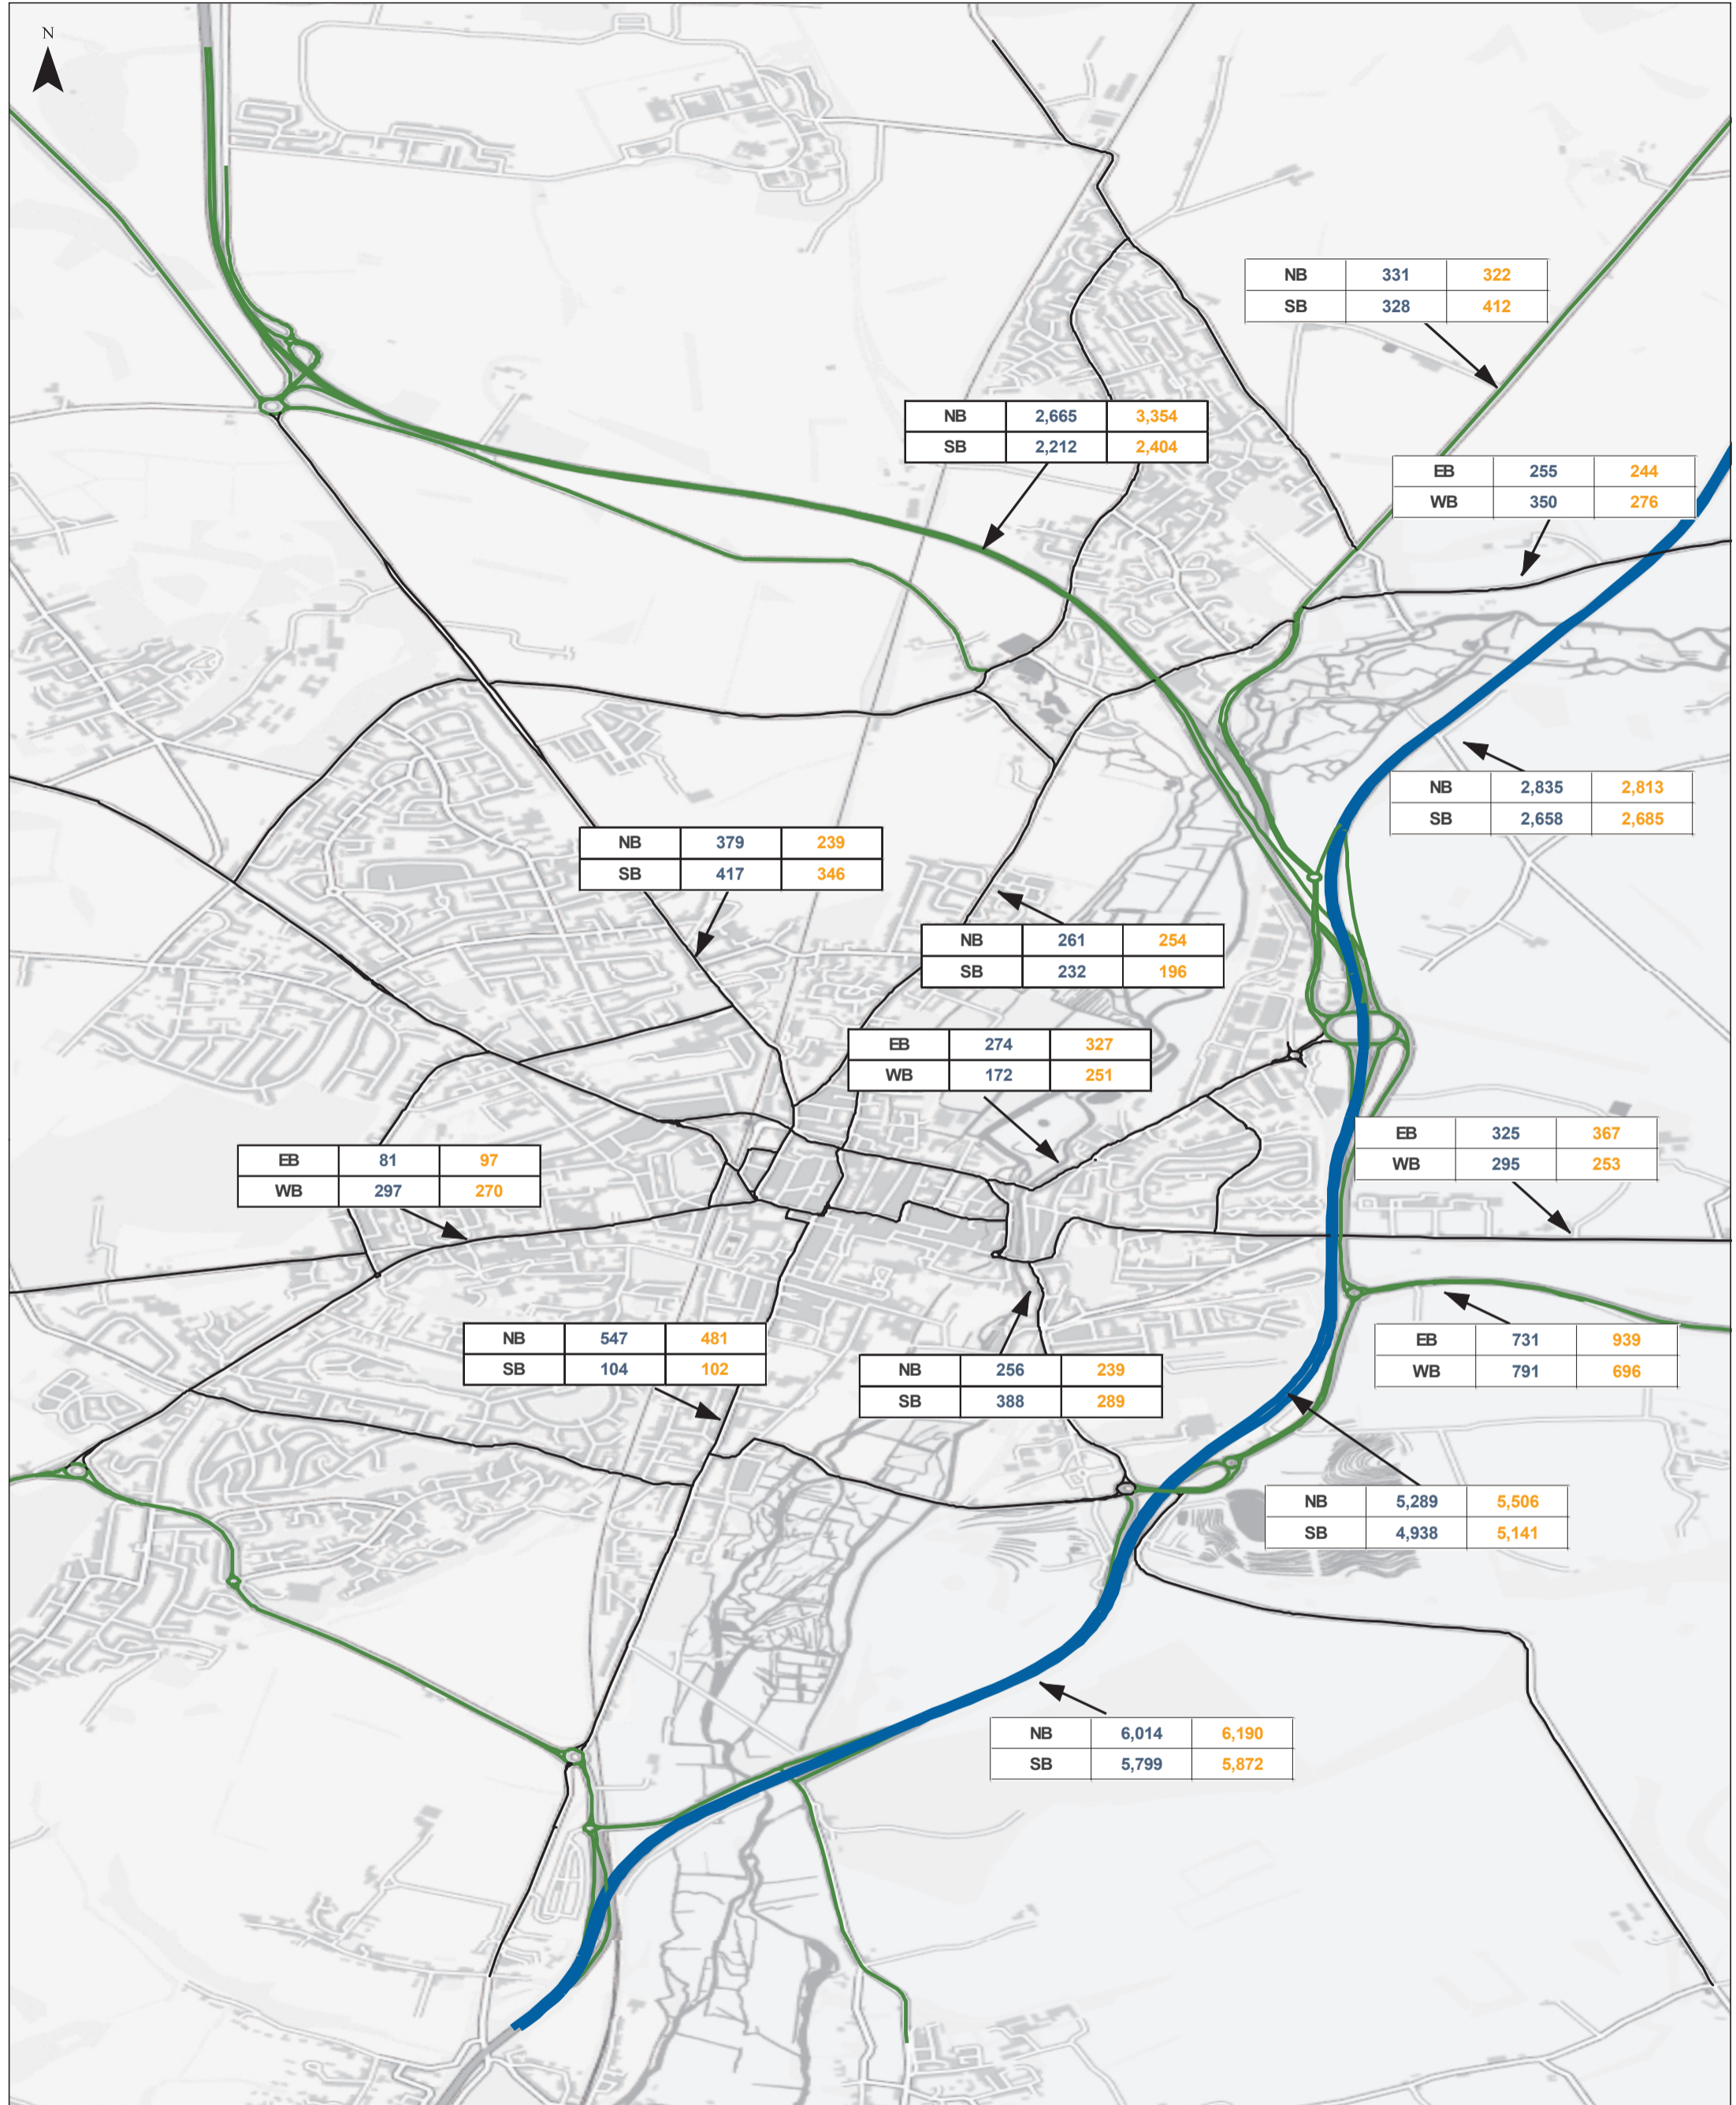 N
NB 331 322
SB 328 412
NB 2,665 3,354
SB 2,212 2,404
EB 255 244
WB 350 276
NB 2,835 2,813
SB 2,658 2,685
NB 379 239
SB 417 346
NB 261 254
SB 232 196
EB 274 327
WB 172 251
EB 325 367
WB 295 253
EB 81 97
WB 297 270
NB 547 481
SB 104 102
NB 256 239
SB 388 289
EB 731 939
WB 791 696
NB 5,289 5,506
SB 4,938 5,141
NB 6,014 6,190
SB 5,799 5,872